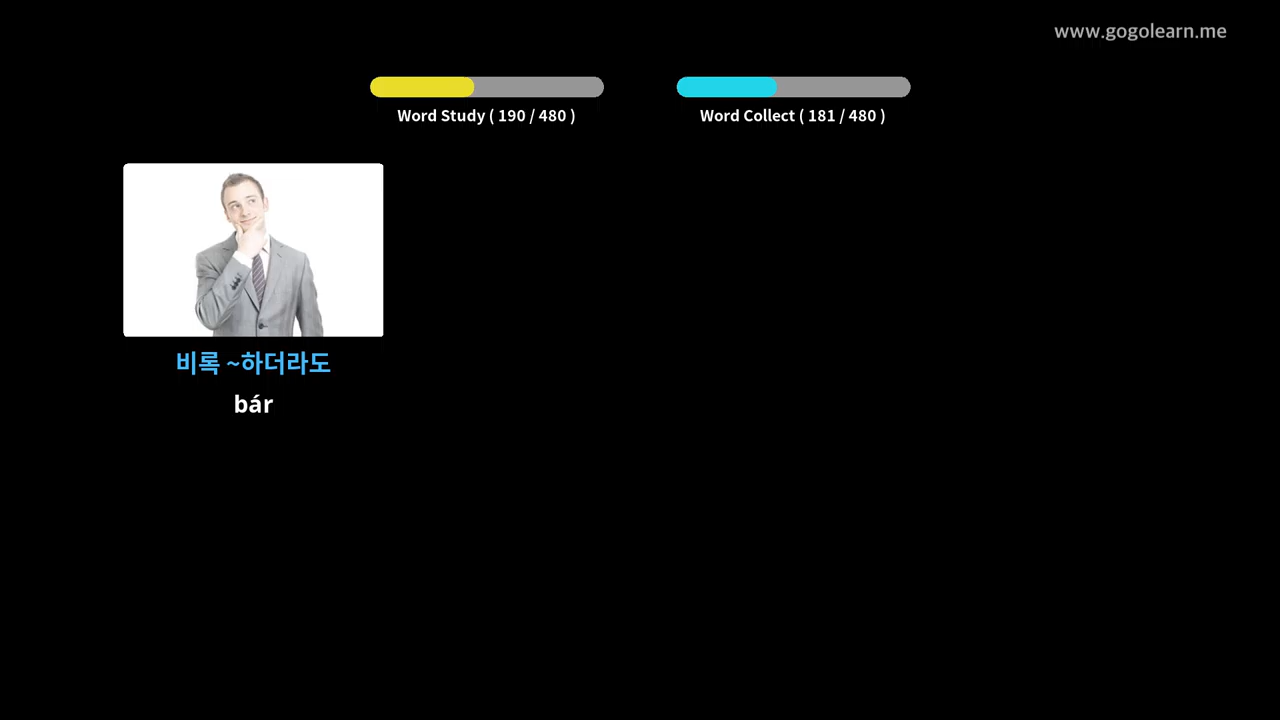 www.gogolearn.me
Word Study ( 190 / 480 )
Word Collect ( 181 / 480 )
비록 ~하더라도
bár